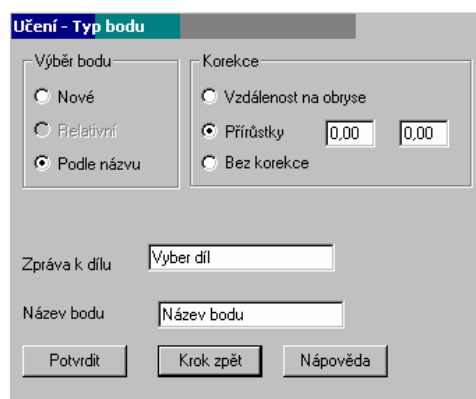 Učení - Typ bodu
Výběr bodu
Nové
Relativní
Podle názvu
Korekce
Vzdálenost na obryse
Přírůstky 0,00 0,00
Bez korekce
Zpráva k dílu Vyber díl
Název bodu Název bodu
Potvrdit Krok zpět Nápověda